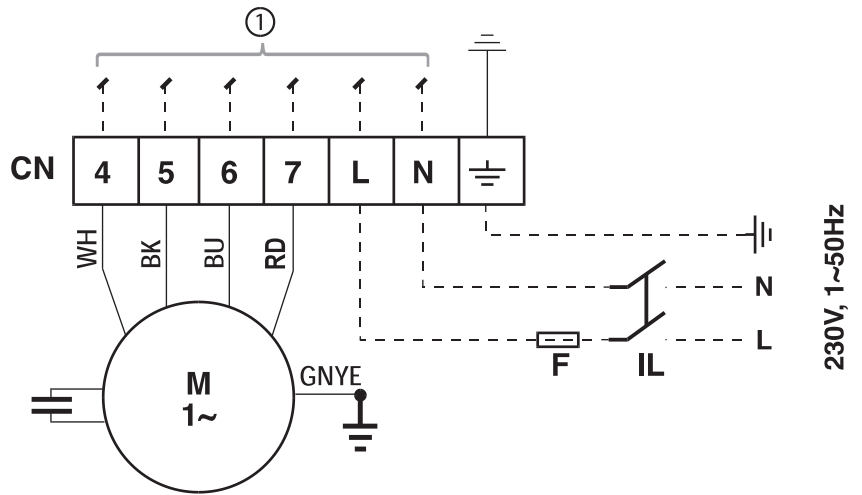 ①
CN 4 5 6 7 L N
WH BK BU RD
230V, 1~50Hz
N
L
F IL
M
1~
GNYE